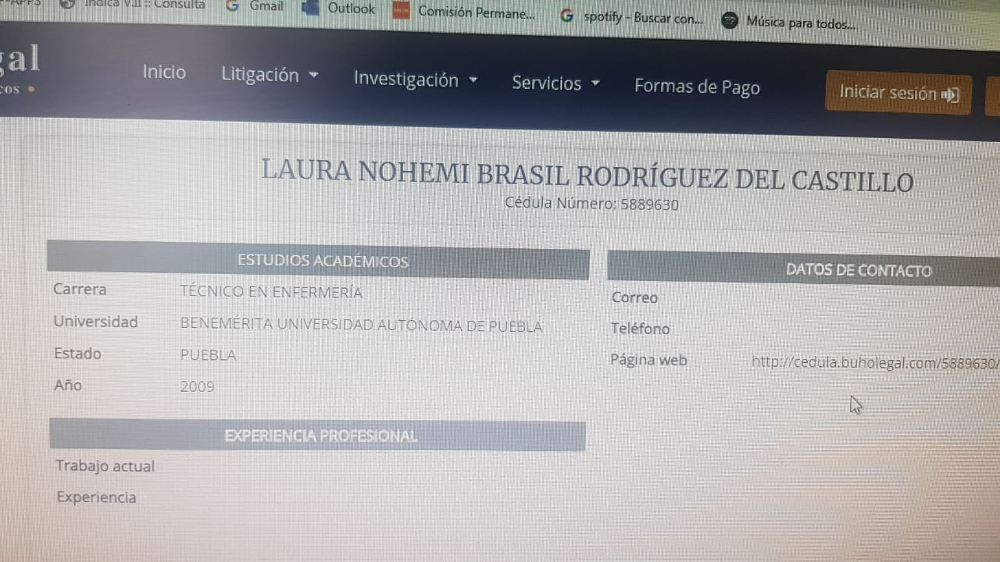 Indica V.II :: Consulta Gmail Outlook Comisión Permane... spotify - Buscar con... Música para todos...
gal
cos
Inicio Litigación Investigación Servicios Formas de Pago Iniciar sesión
LAURA NOHEMI BRASIL RODRÍGUEZ DEL CASTILLO
Cédula Número: 5889630
ESTUDIOS ACADÉMICOS
Carrera TÉCNICO EN ENFERMERÍA
Universidad BENEMÉRITA UNIVERSIDAD AUTÓNOMA DE PUEBLA
Estado PUEBLA
Año 2009
DATOS DE CONTACTO
Correo
Teléfono
Página web http://cedula.buholegal.com/5889630/
EXPERIENCIA PROFESIONAL
Trabajo actual
Experiencia